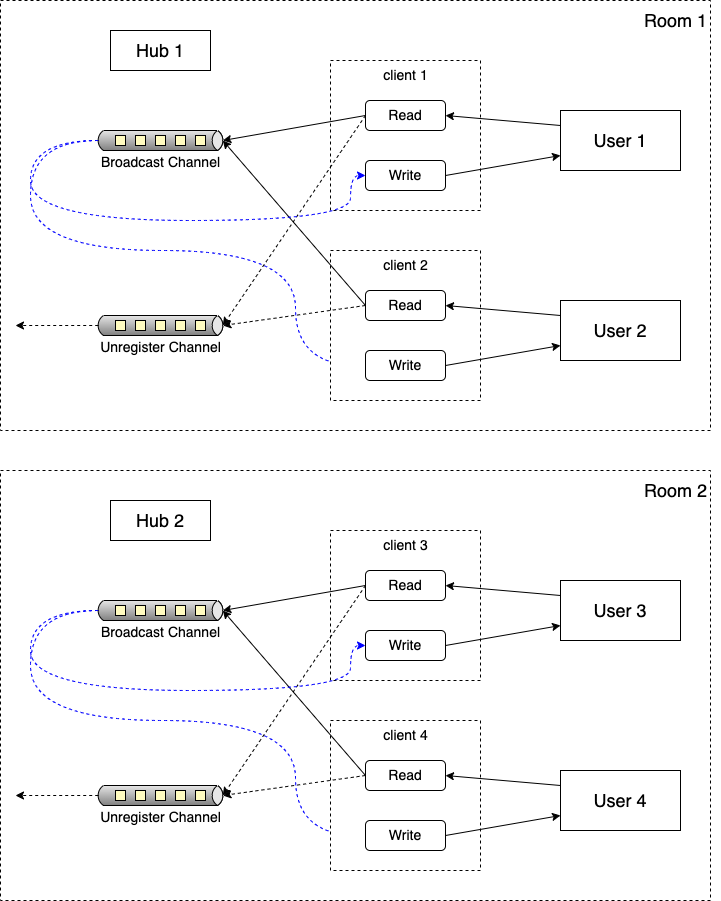 Room 1
Hub 1
client 1
Read
User 1
Broadcast Channel
Write
client 2
Read
User 2
Unregister Channel
Write
Room 2
Hub 2
client 3
Read
User 3
Broadcast Channel
Write
client 4
Read
User 4
Unregister Channel
Write